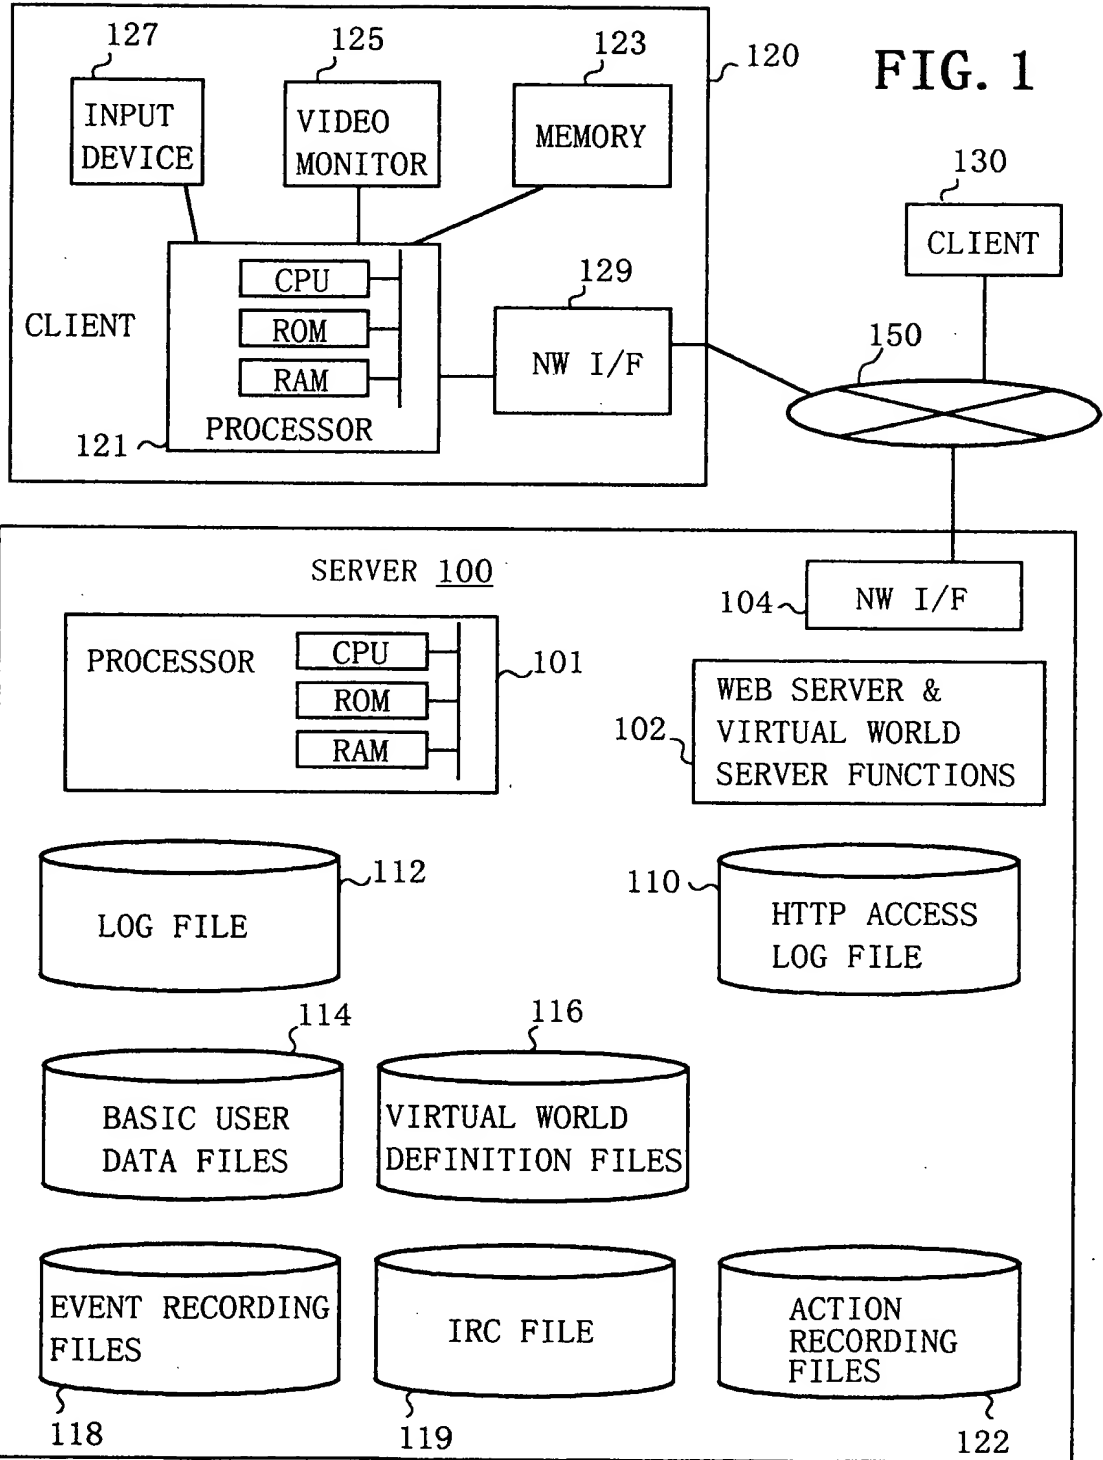 127
125
123
120
FIG. 1
INPUT
DEVICE
VIDEO
MONITOR
MEMORY
130
CLIENT
CPU
ROM
RAM
PROCESSOR
121
CLIENT
129
NW I/F
150
SERVER 100
104
NW I/F
PROCESSOR
CPU
ROM
RAM
101
102
WEB SERVER &
VIRTUAL WORLD
SERVER FUNCTIONS
112
LOG FILE
110
HTTP ACCESS
LOG FILE
114
BASIC USER
DATA FILES
116
VIRTUAL WORLD
DEFINITION FILES
EVENT RECORDING
FILES
118
IRC FILE
119
ACTION
RECORDING
FILES
122